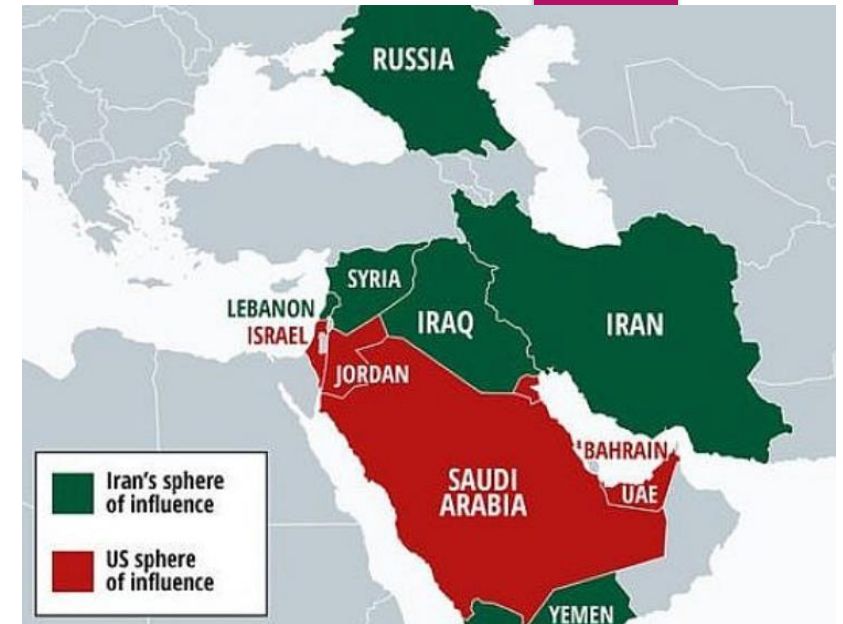 RUSSIA
SYRIA
LEBANON
ISRAEL
IRAQ
IRAN
JORDAN
'BAHRAIN
SAUDI
ARABIA
UAE
YEMEN
Iran's sphere
of influence
US sphere
of influence